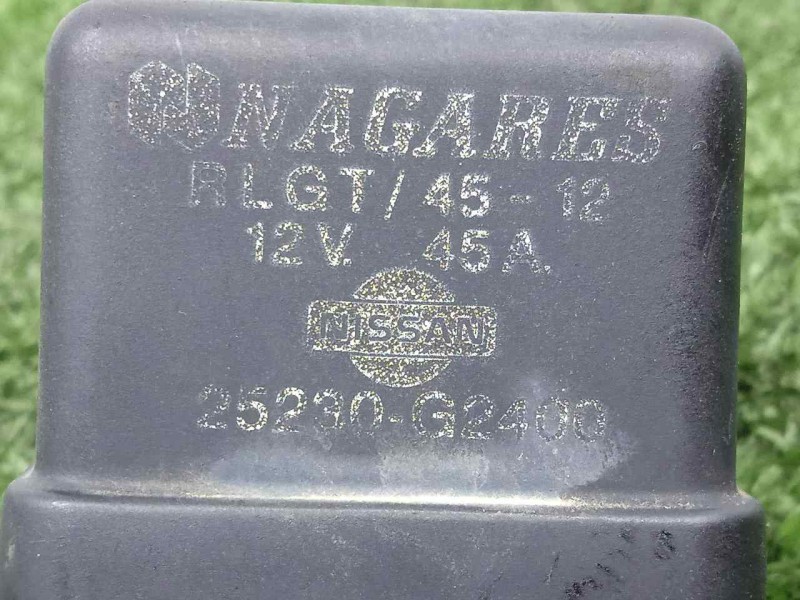 NAGARES
RLGT/45-12
12V. 45A.
NISSAN
25230-G2400